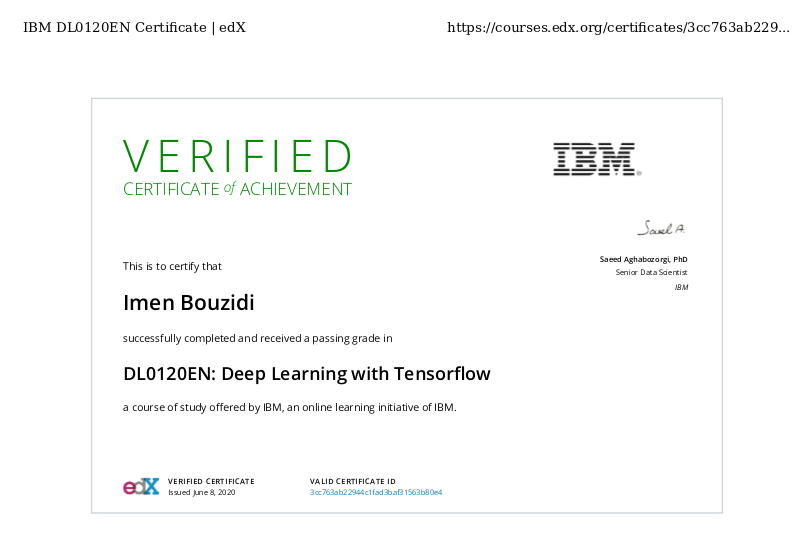 IBM DL0120EN Certificate | edX
https://courses.edx.org/certificates/3cc763ab229...
VERIFIED
CERTIFICATE of ACHIEVEMENT
IBM®
Saeed A.
Saeed Aghabozorgi, PhD
Senior Data Scientist
IBM
This is to certify that
Imen Bouzidi
successfully completed and received a passing grade in
DL0120EN: Deep Learning with Tensorflow
a course of study offered by IBM, an online learning initiative of IBM.
edX
VERIFIED CERTIFICATE
Issued June 8, 2020
VALID CERTIFICATE ID
3cc763ab22944c1fad3baf31563b80e4